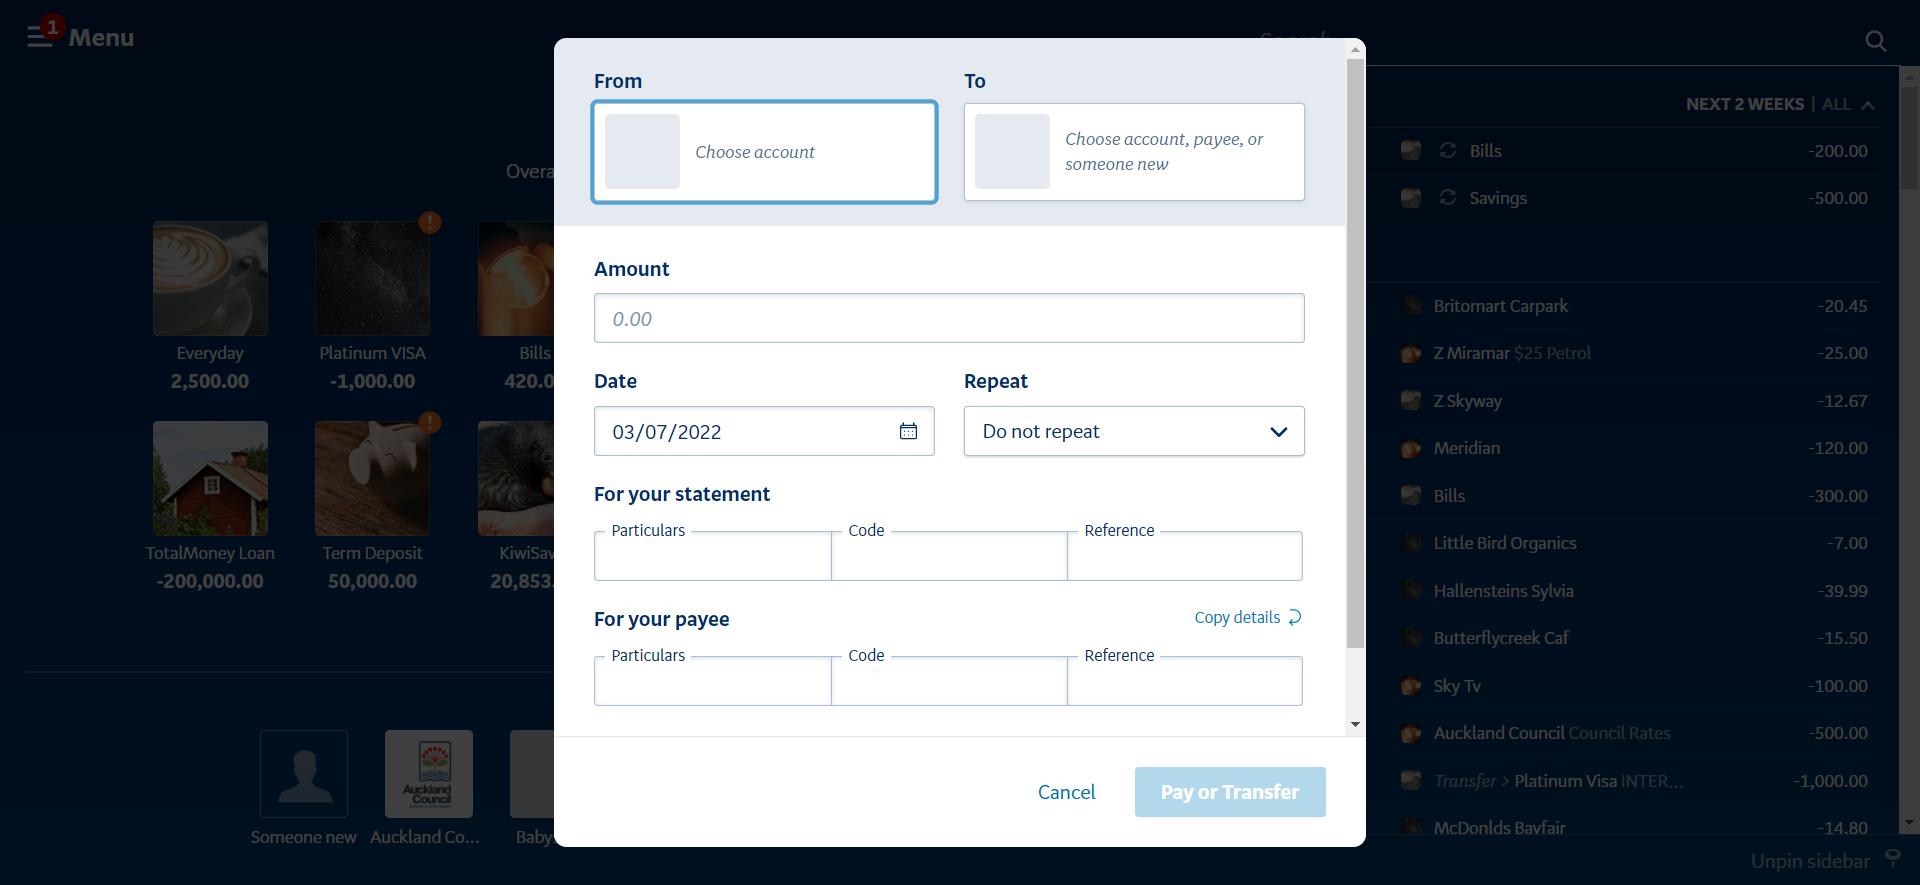 1
Menu
Search
From
To
Choose account
Choose account, payee, or
someone new
Amount
0.00
Date
Repeat
03/07/2022
Do not repeat
For your statement
Particulars
Code
Reference
For your payee
Copy details
Particulars
Code
Reference
Cancel
Pay or Transfer
Overa
Everyday
2,500.00
Platinum VISA
-1,000.00
Bills
420.0
TotalMoney Loan
-200,000.00
Term Deposit
50,000.00
KiwiSav
20,853.
Someone new
Auckland
Council
Auckland Co...
Baby
NEXT 2 WEEKS | ALL
Bills -200.00
Savings -500.00
Britomart Carpark -20.45
Z Miramar $25 Petrol -25.00
Z Skyway -12.67
Meridian -120.00
Bills -300.00
Little Bird Organics -7.00
Hallensteins Sylvia -39.99
Butterflycreek Caf -15.50
Sky Tv -100.00
Auckland Council Council Rates -500.00
Transfer > Platinum Visa INTER... -1,000.00
McDonlds Bayfair -14.80
Unpin sidebar